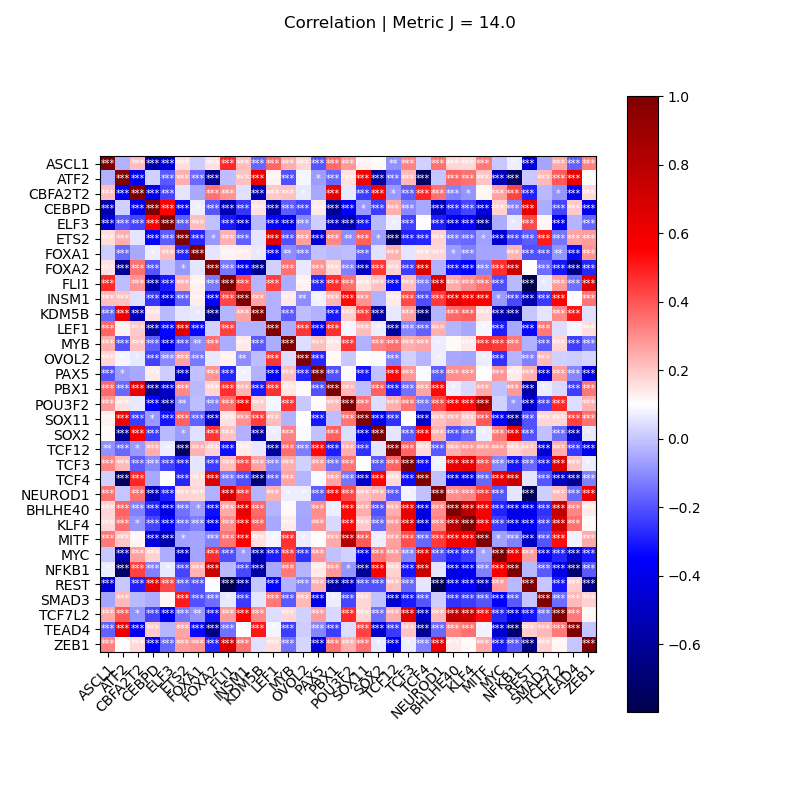 Correlation | Metric J = 14.0
ASCL1
ATF2
CBFA2T2
CEBPD
ELF3
ETS2
FOXA1
FOXA2
FLI1
INSM1
KDM5B
LEF1
MYB
OVOL2
PAX5
PBX1
POU3F2
SOX11
SOX2
TCF12
TCF3
TCF4
NEUROD1
BHLHE40
KLF4
MITF
MYC
NFKB1
REST
SMAD3
TCF7L2
TEAD4
ZEB1
ASCL1
ATF2
CBFA2T2
CEBPD
ELF3
ETS2
FOXA1
FOXA2
FLI1
INSM1
KDM5B
LEF1
MYB
OVOL2
PAX5
PBX1
POU3F2
SOX11
SOX2
TCF12
TCF3
TCF4
NEUROD1
BHLHE40
KLF4
MITF
MYC
NFKB1
REST
SMAD3
TCF7L2
TEAD4
ZEB1
1.0
0.8
0.6
0.4
0.2
0.0
−0.2
−0.4
−0.6